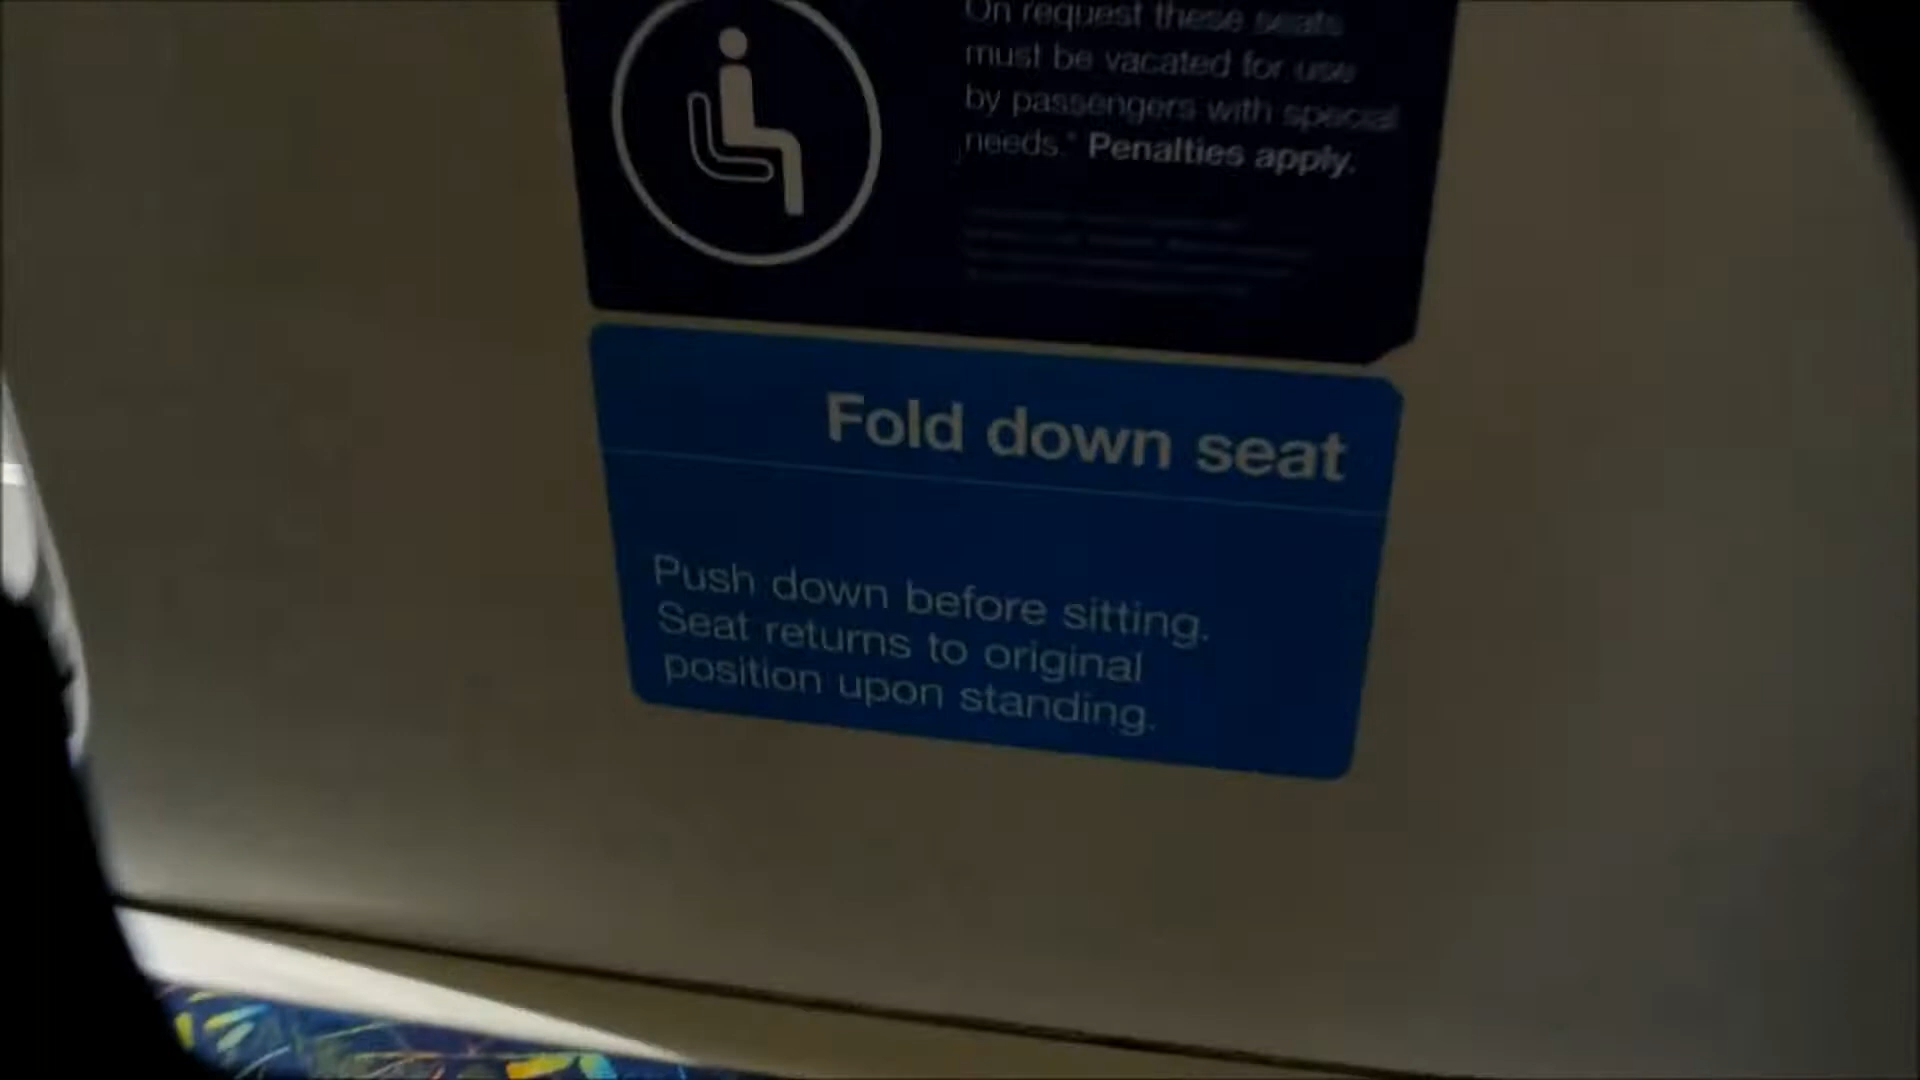 On request these seats
must be vacated for use
by passengers with special
needs.* Penalties apply.
Fold down seat
Push down before sitting.
Seat returns to original
position upon standing.